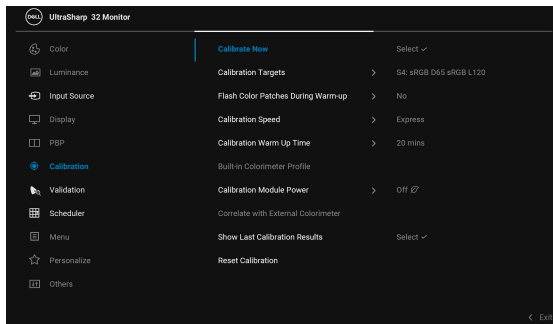 DELL UltraSharp 32 Monitor
Color
Luminance
Input Source
Display
PBP
Calibration
Validation
Scheduler
Menu
Personalize
Others
Calibrate Now Select ✓
Calibration Targets > S4: sRGB D65 sRGB L120
Flash Color Patches During Warm-up > No
Calibration Speed > Express
Calibration Warm Up Time > 20 mins
Built-in Colorimeter Profile
Calibration Module Power > Off
Correlate with External Colorimeter
Show Last Calibration Results Select ✓
Reset Calibration
< Exit